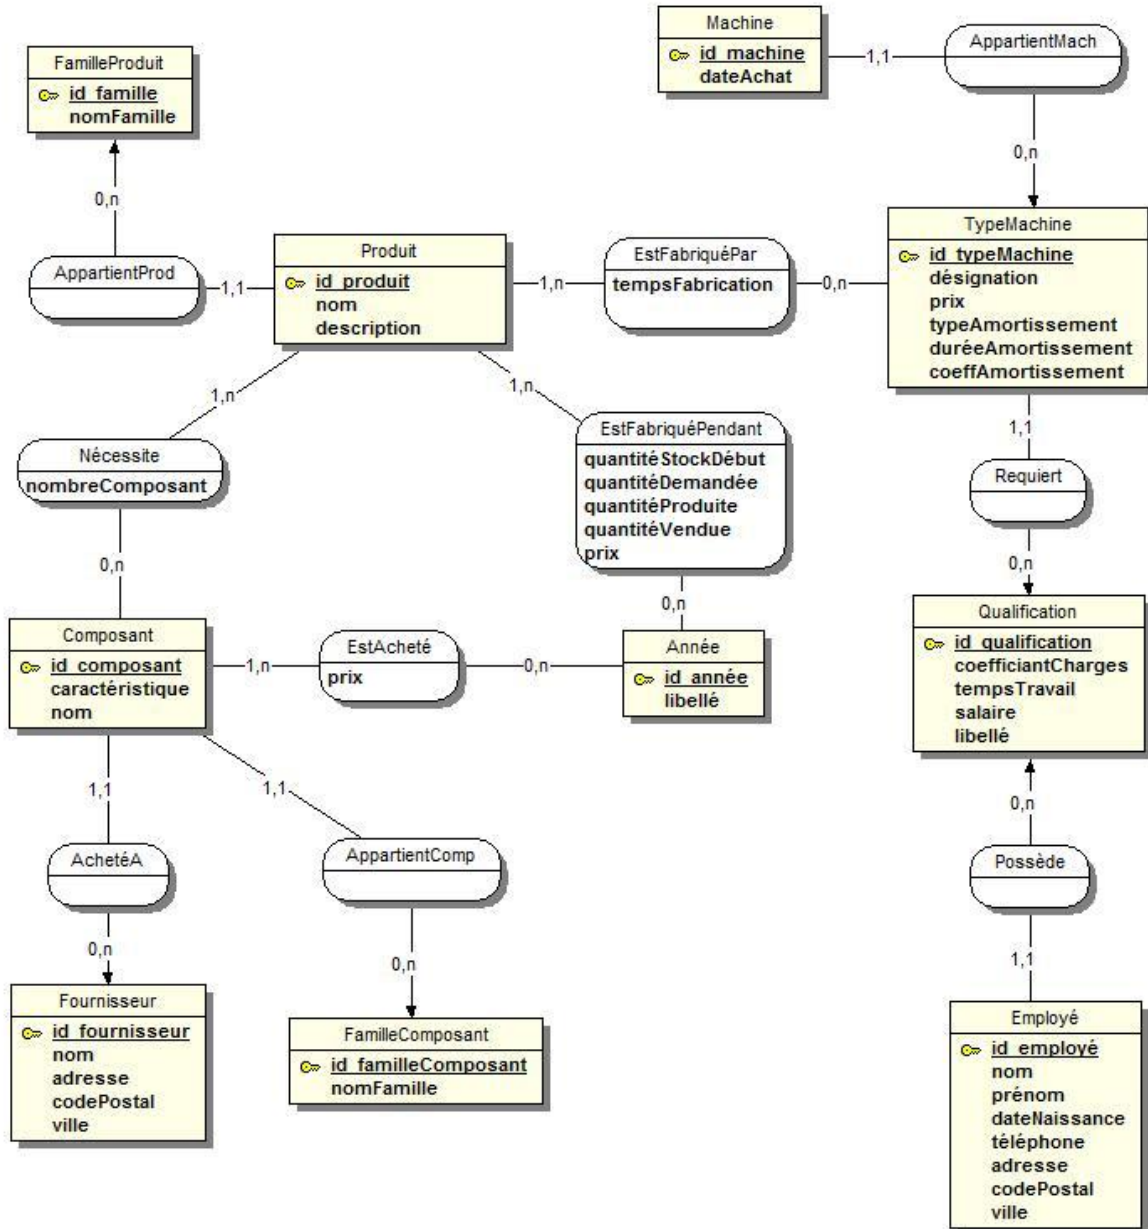 Machine
id_machine
dateAchat
1,1
AppartientMach
FamilleProduit
id_famille
nomFamille
0,n
0,n
AppartientProd
1,1
Produit
id_produit
nom
description
1,n
EstFabriquéPar
tempsFabrication
0,n
TypeMachine
id_typeMachine
désignation
prix
typeAmortissement
duréeAmortissement
coeffAmortissement
1,n
1,n
1,1
Nécessite
nombreComposant
EstFabriquéPendant
quantitéStockDébut
quantitéDemandée
quantitéProduite
quantitéVendue
prix
Requiert
0,n
0,n
0,n
Composant
id_composant
caractéristique
nom
1,n
EstAcheté
prix
0,n
Année
id_année
libellé
Qualification
id_qualification
coefficiantCharges
tempsTravail
salaire
libellé
1,1
1,1
0,n
AchetéA
AppartientComp
Possède
0,n
0,n
1,1
Fournisseur
id_fournisseur
nom
adresse
codePostal
ville
FamilleComposant
id_familleComposant
nomFamille
Employé
id_employé
nom
prénom
dateNaissance
téléphone
adresse
codePostal
ville